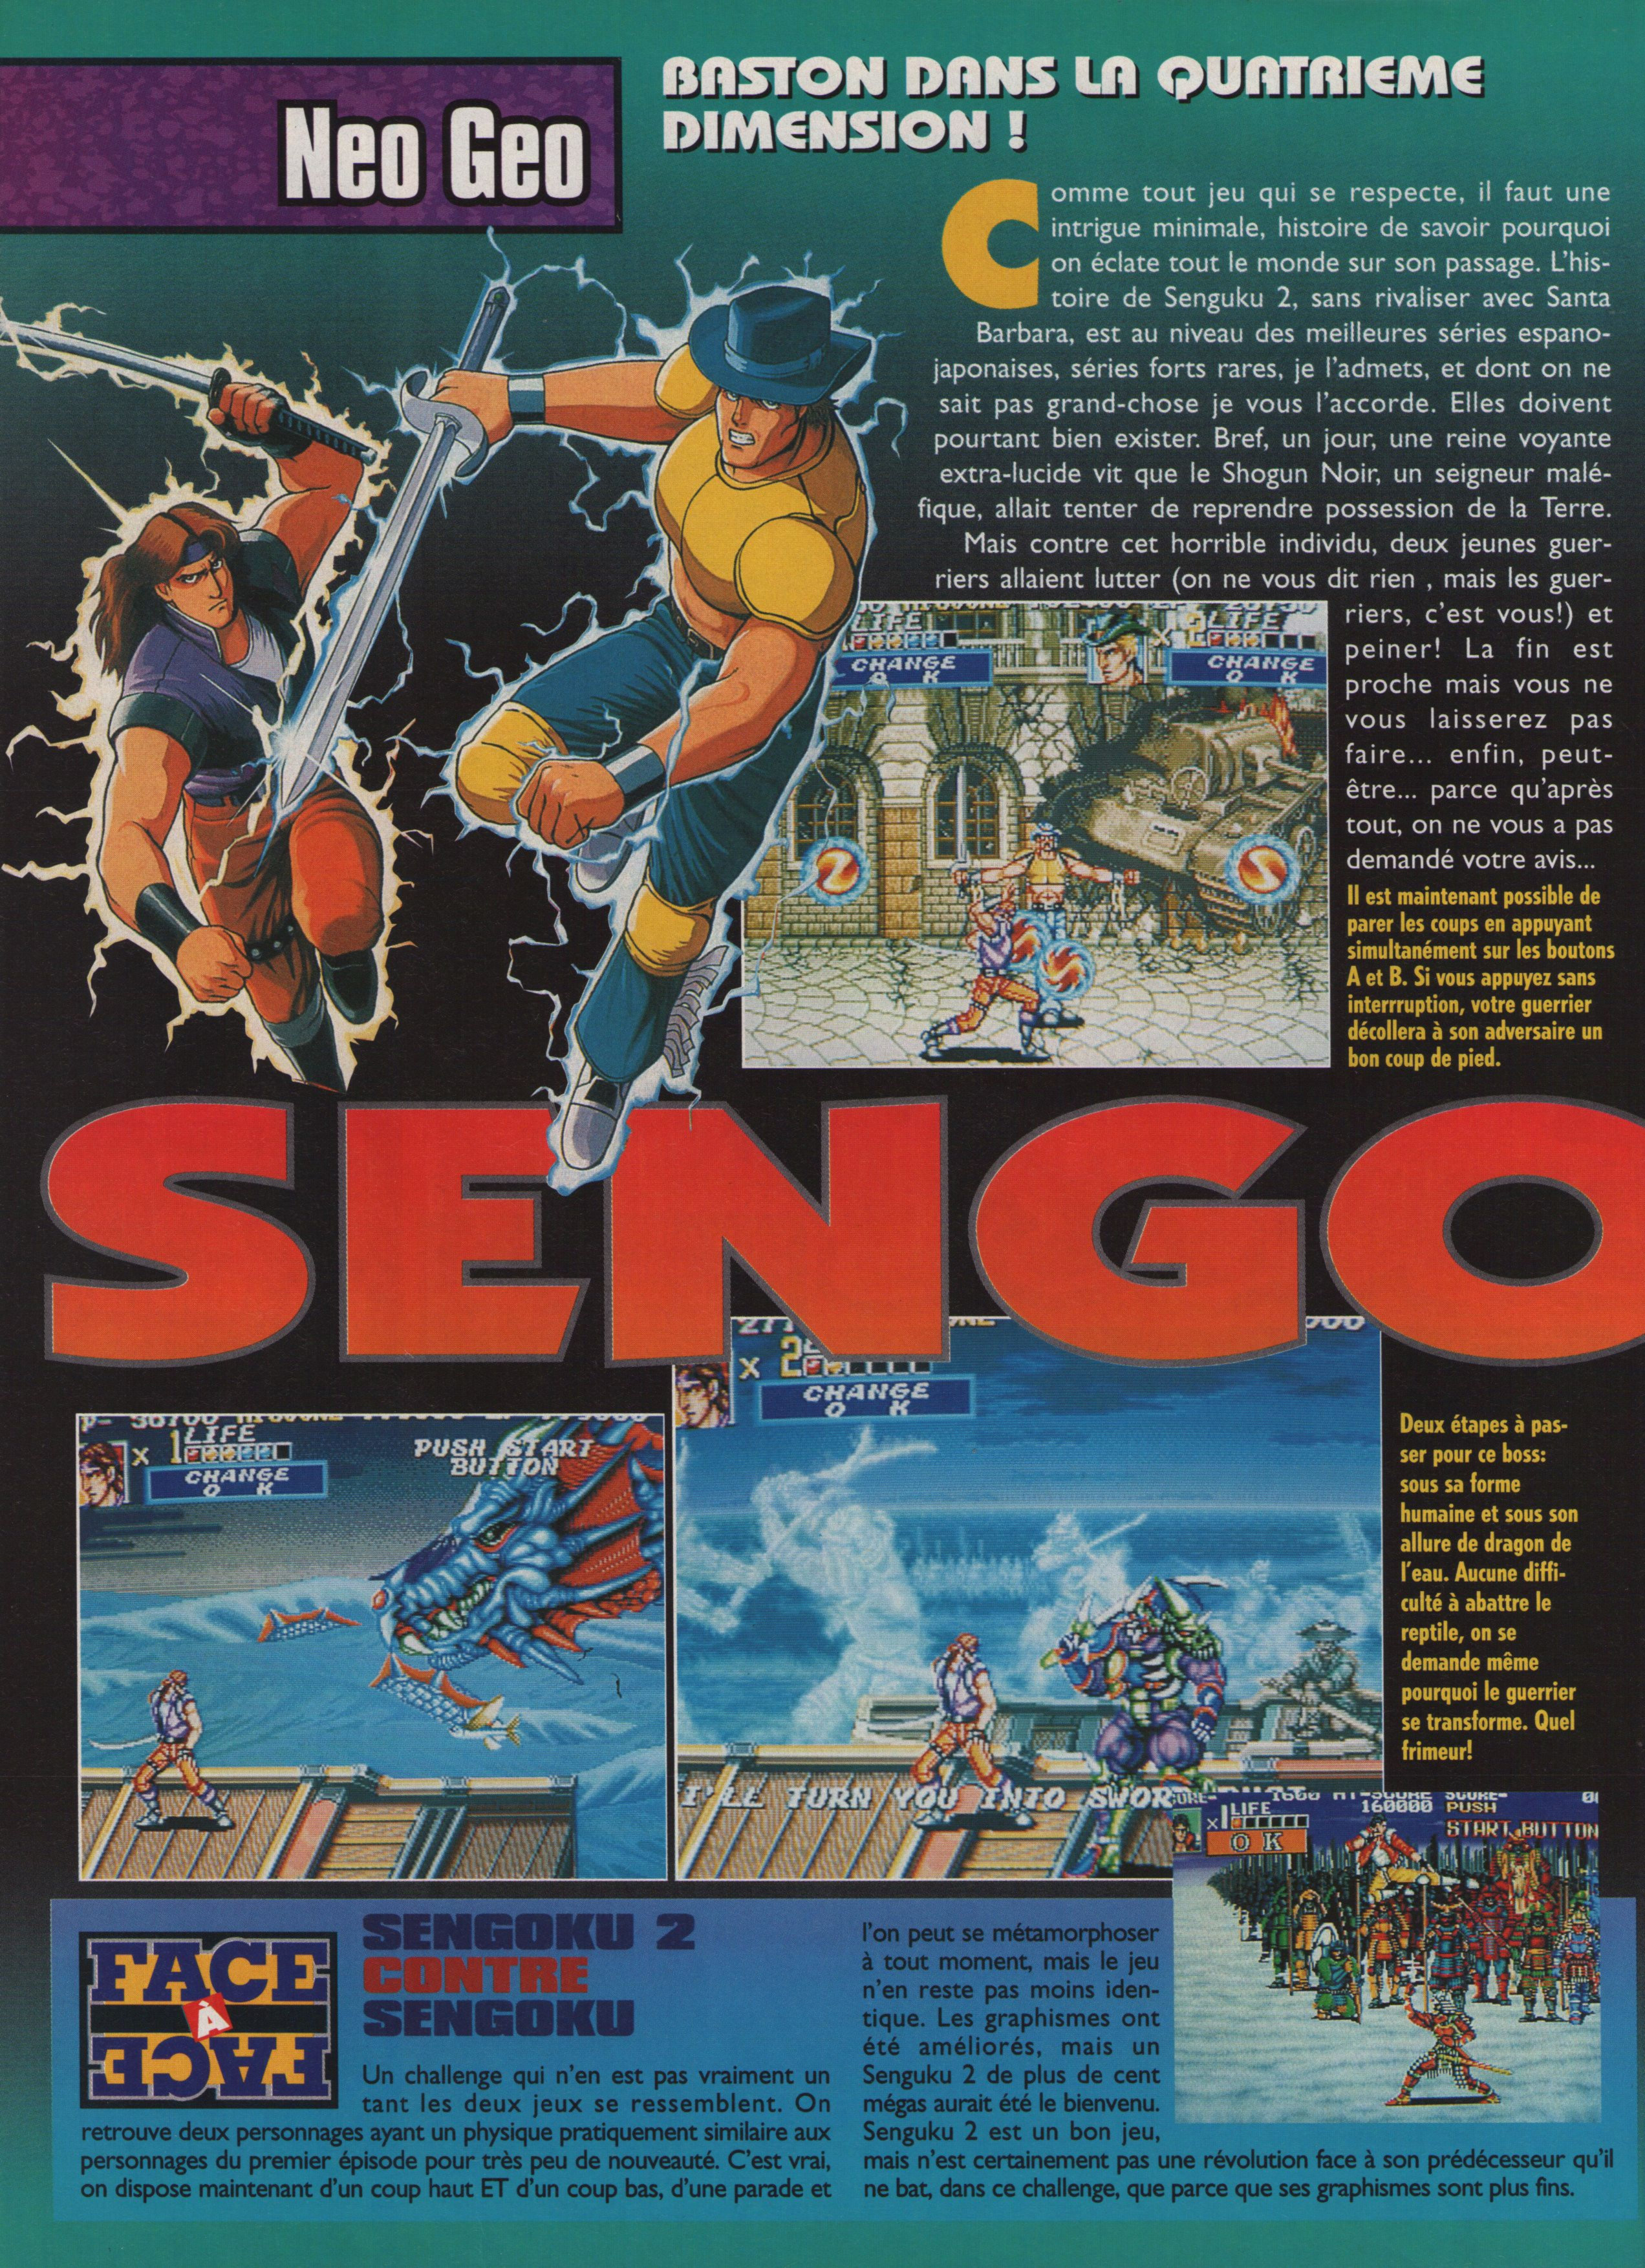 Neo Geo
BASTON DANS LA QUATRIEME
DIMENSION !
Comme tout jeu qui se respecte, il faut une
intrigue minimale, histoire de savoir pourquoi
on éclate tout le monde sur son passage. L'his-
toire de Senguku 2, sans rivaliser avec Santa
Barbara, est au niveau des meilleures séries espano-
japonaises, séries forts rares, je l'admets, et dont on ne
sait pas grand-chose je vous l'accorde. Elles doivent
pourtant bien exister. Bref, un jour, une reine voyante
extra-lucide vit que le Shogun Noir, un seigneur malé-
fique, allait tenter de reprendre possession de la Terre.
Mais contre cet horrible individu, deux jeunes guer-
riers allaient lutter (on ne vous dit rien , mais les guer-
riers, c'est vous!) et
peiner! La fin est
proche mais vous ne
vous laisserez pas
faire... enfin, peut-
être... parce qu'après
tout, on ne vous a pas
demandé votre avis...
LIFE
CHANGE
O K
x 2 LIFE
CHANGE
O K
Il est maintenant possible de
parer les coups en appuyant
simultanément sur les boutons
A et B. Si vous appuyez sans
interrruption, votre guerrier
décollera à son adversaire un
bon coup de pied.
SENGO
x 1 LIFE
CHANGE
O K
PUSH START
BUTTON
x 2
CHANGE
O K
I'LL TURN YOU INTO SWOR
Deux étapes à pas-
ser pour ce boss:
sous sa forme
humaine et sous son
allure de dragon de
l'eau. Aucune diffi-
culté à abattre le
reptile, on se
demande même
pourquoi le guerrier
se transforme. Quel
frimeur!
x1 LIFE
OK
160000 PUSH
START BUTTON
FACE
À
FACE
SENGOKU 2
CONTRE
SENGOKU
Un challenge qui n'en est pas vraiment un
tant les deux jeux se ressemblent. On
retrouve deux personnages ayant un physique pratiquement similaire aux
personnages du premier épisode pour très peu de nouveauté. C'est vrai,
on dispose maintenant d'un coup haut ET d'un coup bas, d'une parade et
l'on peut se métamorphoser
à tout moment, mais le jeu
n'en reste pas moins iden-
tique. Les graphismes ont
été améliorés, mais un
Senguku 2 de plus de cent
mégas aurait été le bienvenu.
Senguku 2 est un bon jeu,
mais n'est certainement pas une révolution face à son prédécesseur qu'il
ne bat, dans ce challenge, que parce que ses graphismes sont plus fins.